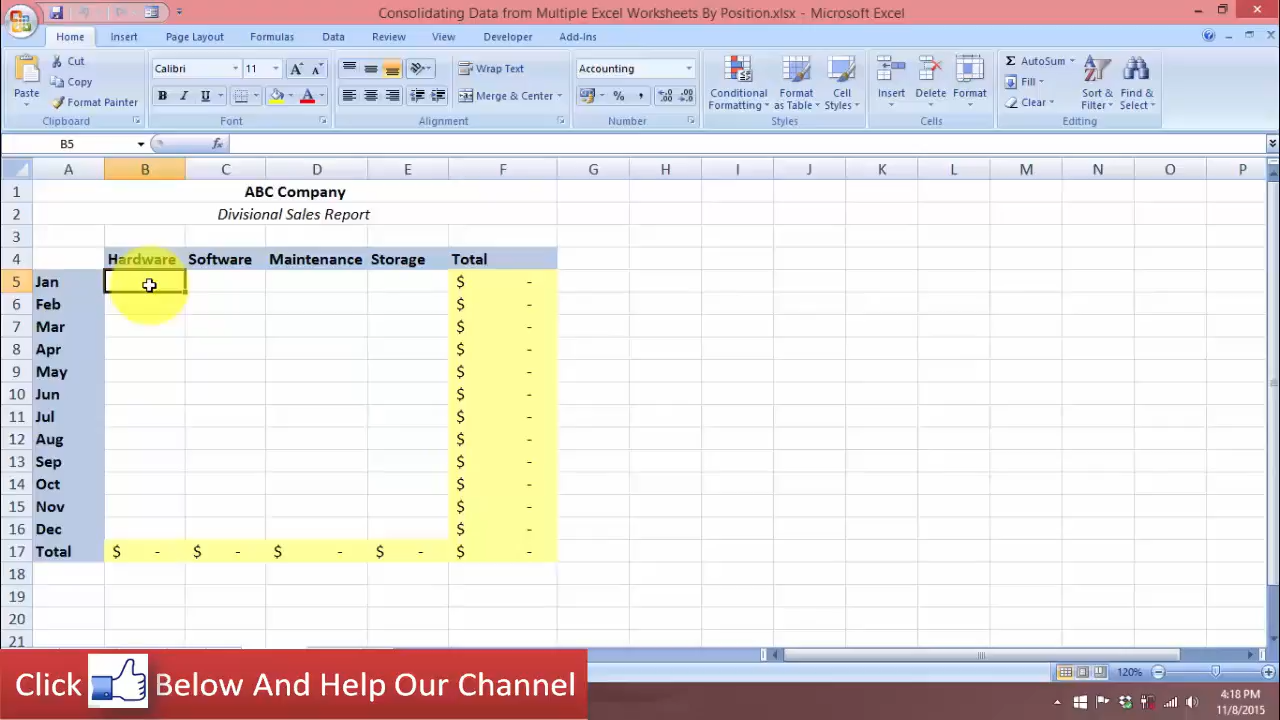 Consolidating Data from Multiple Excel Worksheets By Position.xlsx - Microsoft Excel
Home Insert Page Layout Formulas Data Review View Developer Add-Ins
Paste
Cut
Copy
Format Painter
Clipboard
Calibri 11
B I U
Font
Wrap Text
Merge & Center
Alignment
Accounting
$ % ,
Number
Conditional Formatting
Format as Table
Cell Styles
Styles
Insert Delete Format
Cells
Σ AutoSum
Fill
Clear
Sort & Filter
Find & Select
Editing
B5 fx
A B C D E F G H I J K L M N O P
1 ABC Company
2 Divisional Sales Report
3
4 Hardware Software Maintenance Storage Total
5 Jan $ -
6 Feb $ -
7 Mar $ -
8 Apr $ -
9 May $ -
10 Jun $ -
11 Jul $ -
12 Aug $ -
13 Sep $ -
14 Oct $ -
15 Nov $ -
16 Dec $ -
17 Total $ - $ - $ - $ - $ -
18
19
20
21
Click Below And Help Our Channel
120%
4:18 PM
11/8/2015